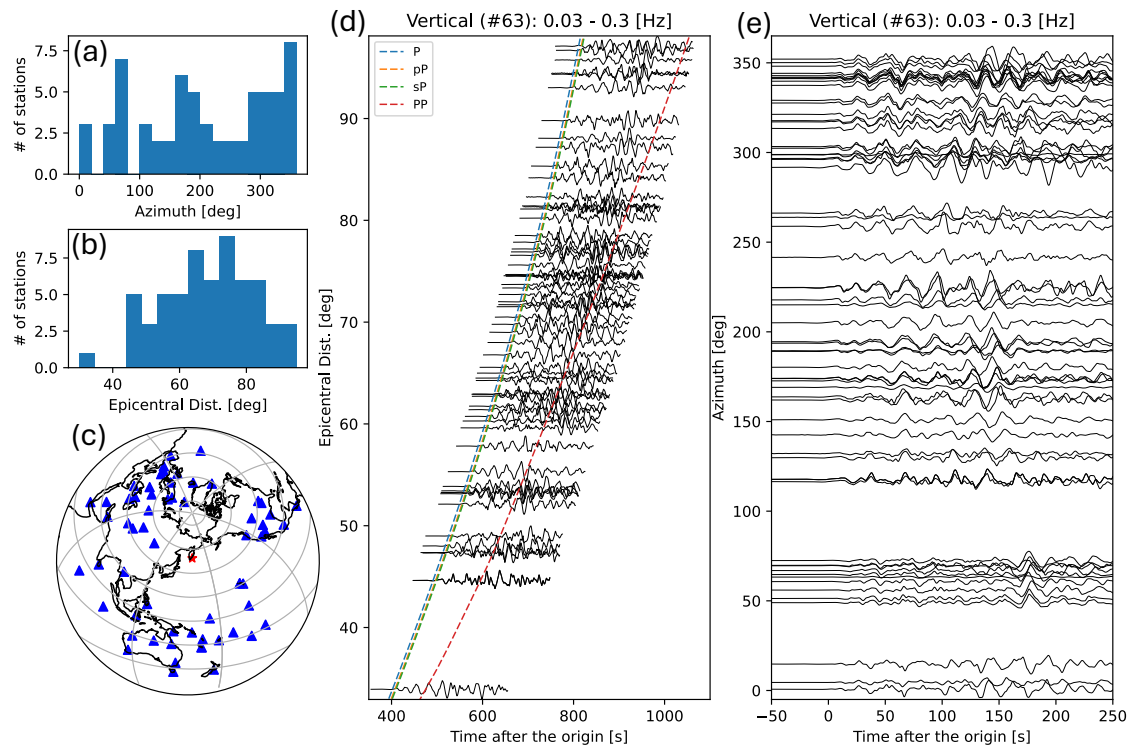 (a)
7.5
5.0
2.5
0.0
# of stations
0 100 200 300
Azimuth [deg]
(b)
7.5
5.0
2.5
0.0
# of stations
40 60 80
Epicentral Dist. [deg]
(c)
(d) Vertical (#63): 0.03 - 0.3 [Hz]
P
pP
sP
PP
90
80
70
60
50
40
Epicentral Dist. [deg]
400 600 800 1000
Time after the origin [s]
(e) Vertical (#63): 0.03 - 0.3 [Hz]
350
300
250
200
150
100
50
0
Azimuth [deg]
−50 0 50 100 150 200 250
Time after the origin [s]